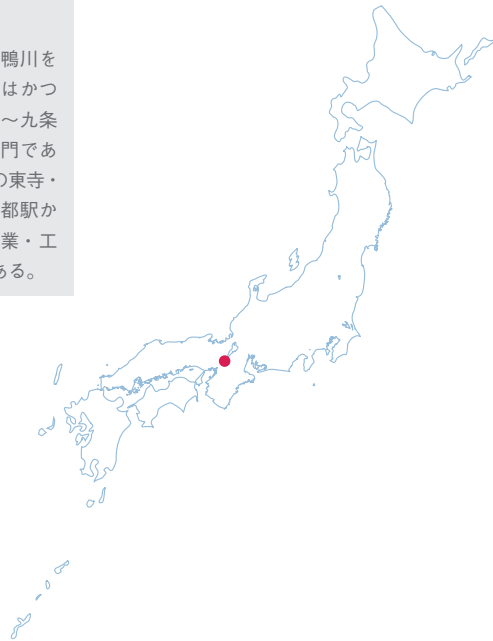 鴨川を
はかつ
～九条
門であ
の東寺・
都駅か
業・工
ある。